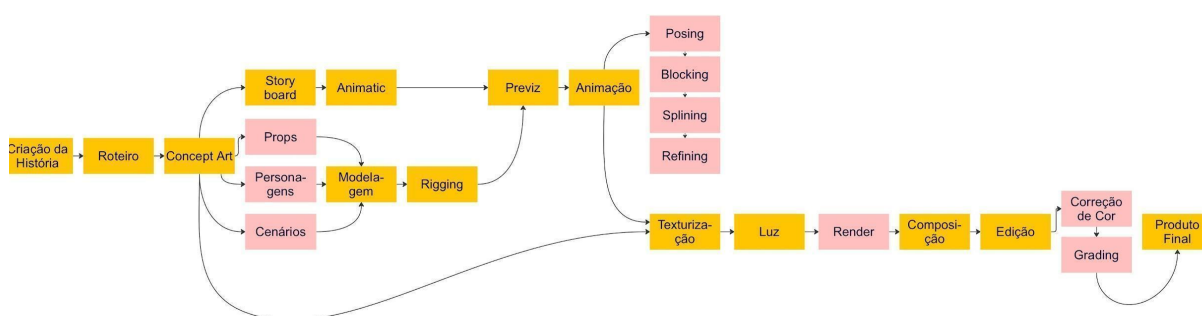 Criação da
História
Roteiro
Concept Art
Story
board
Animatic
Props
Persona-
gens
Cenários
Modela-
gem
Rigging
Previz
Animação
Posing
Blocking
Splining
Refining
Texturiza-
ção
Luz
Render
Composi-
ção
Edição
Correção
de Cor
Grading
Produto
Final